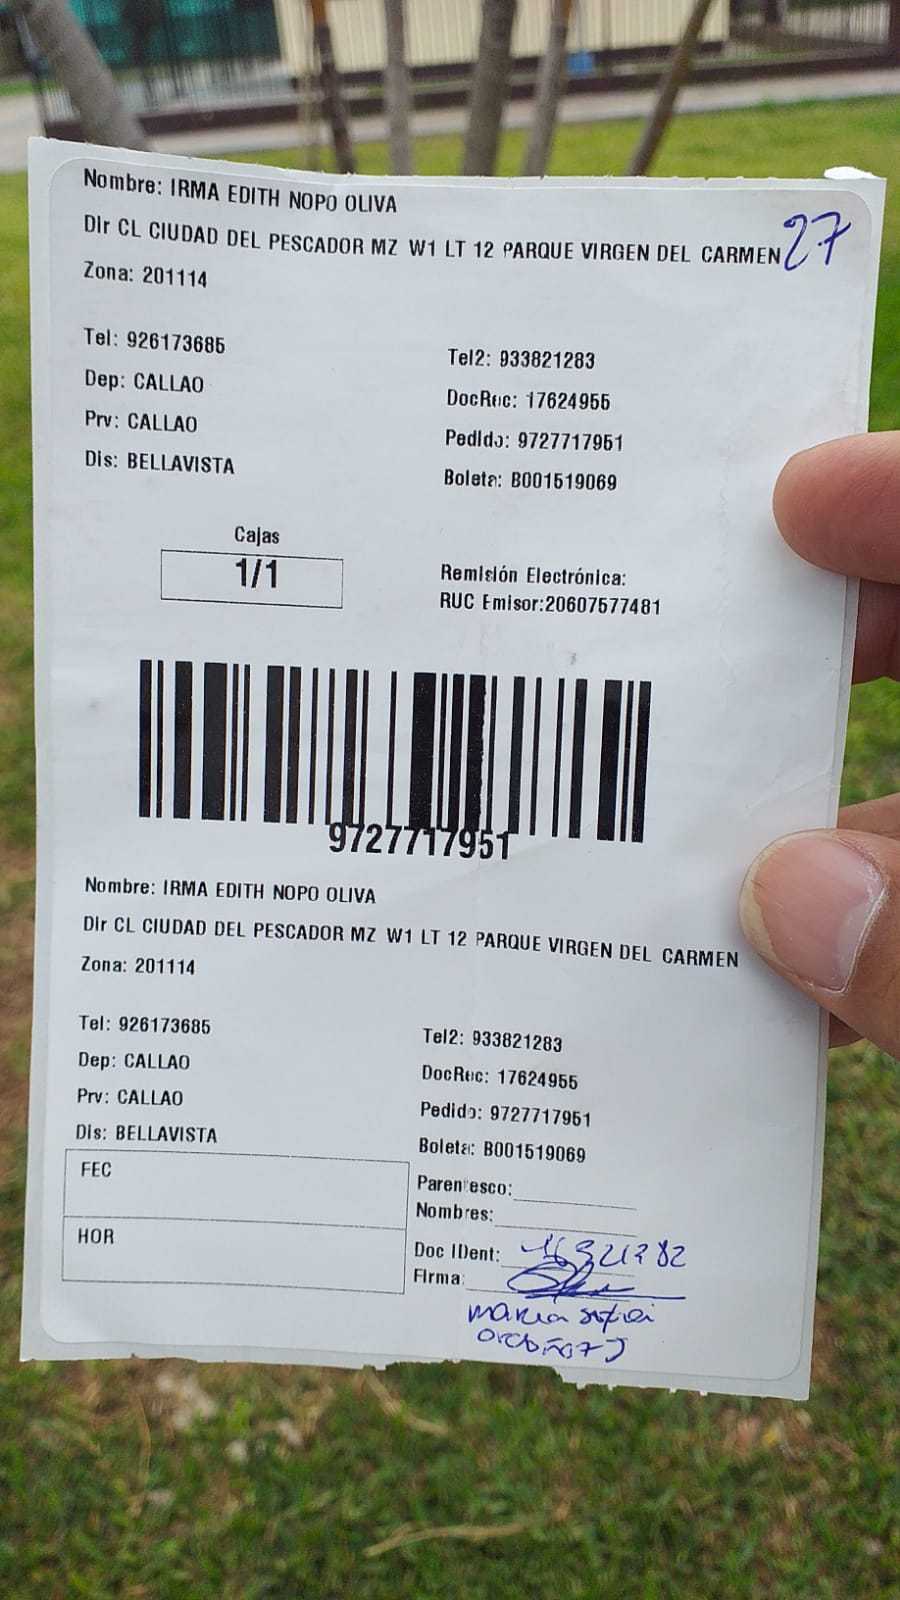 Nombre: IRMA EDITH NOPO OLIVA
Dir CL CIUDAD DEL PESCADOR MZ W1 LT 12 PARQUE VIRGEN DEL CARMEN 27
Zona: 201114
Tel: 926173685
Tel2: 933821283
Dep: CALLAO
DocRec: 17624955
Prv: CALLAO
Pedido: 9727717951
Dis: BELLAVISTA
Boleta: B001519069
Cajas
1/1
Remisión Electrónica:
RUC Emisor:20607577481
9727717951
Nombre: IRMA EDITH NOPO OLIVA
Dir CL CIUDAD DEL PESCADOR MZ W1 LT 12 PARQUE VIRGEN DEL CARMEN
Zona: 201114
Tel: 926173685
Tel2: 933821283
Dep: CALLAO
DocRec: 17624955
Prv: CALLAO
Pedido: 9727717951
Dis: BELLAVISTA
Boleta: B001519069
FEC
Parentesco:
Nombres:
HOR
Doc IDent:
Firma:
maria